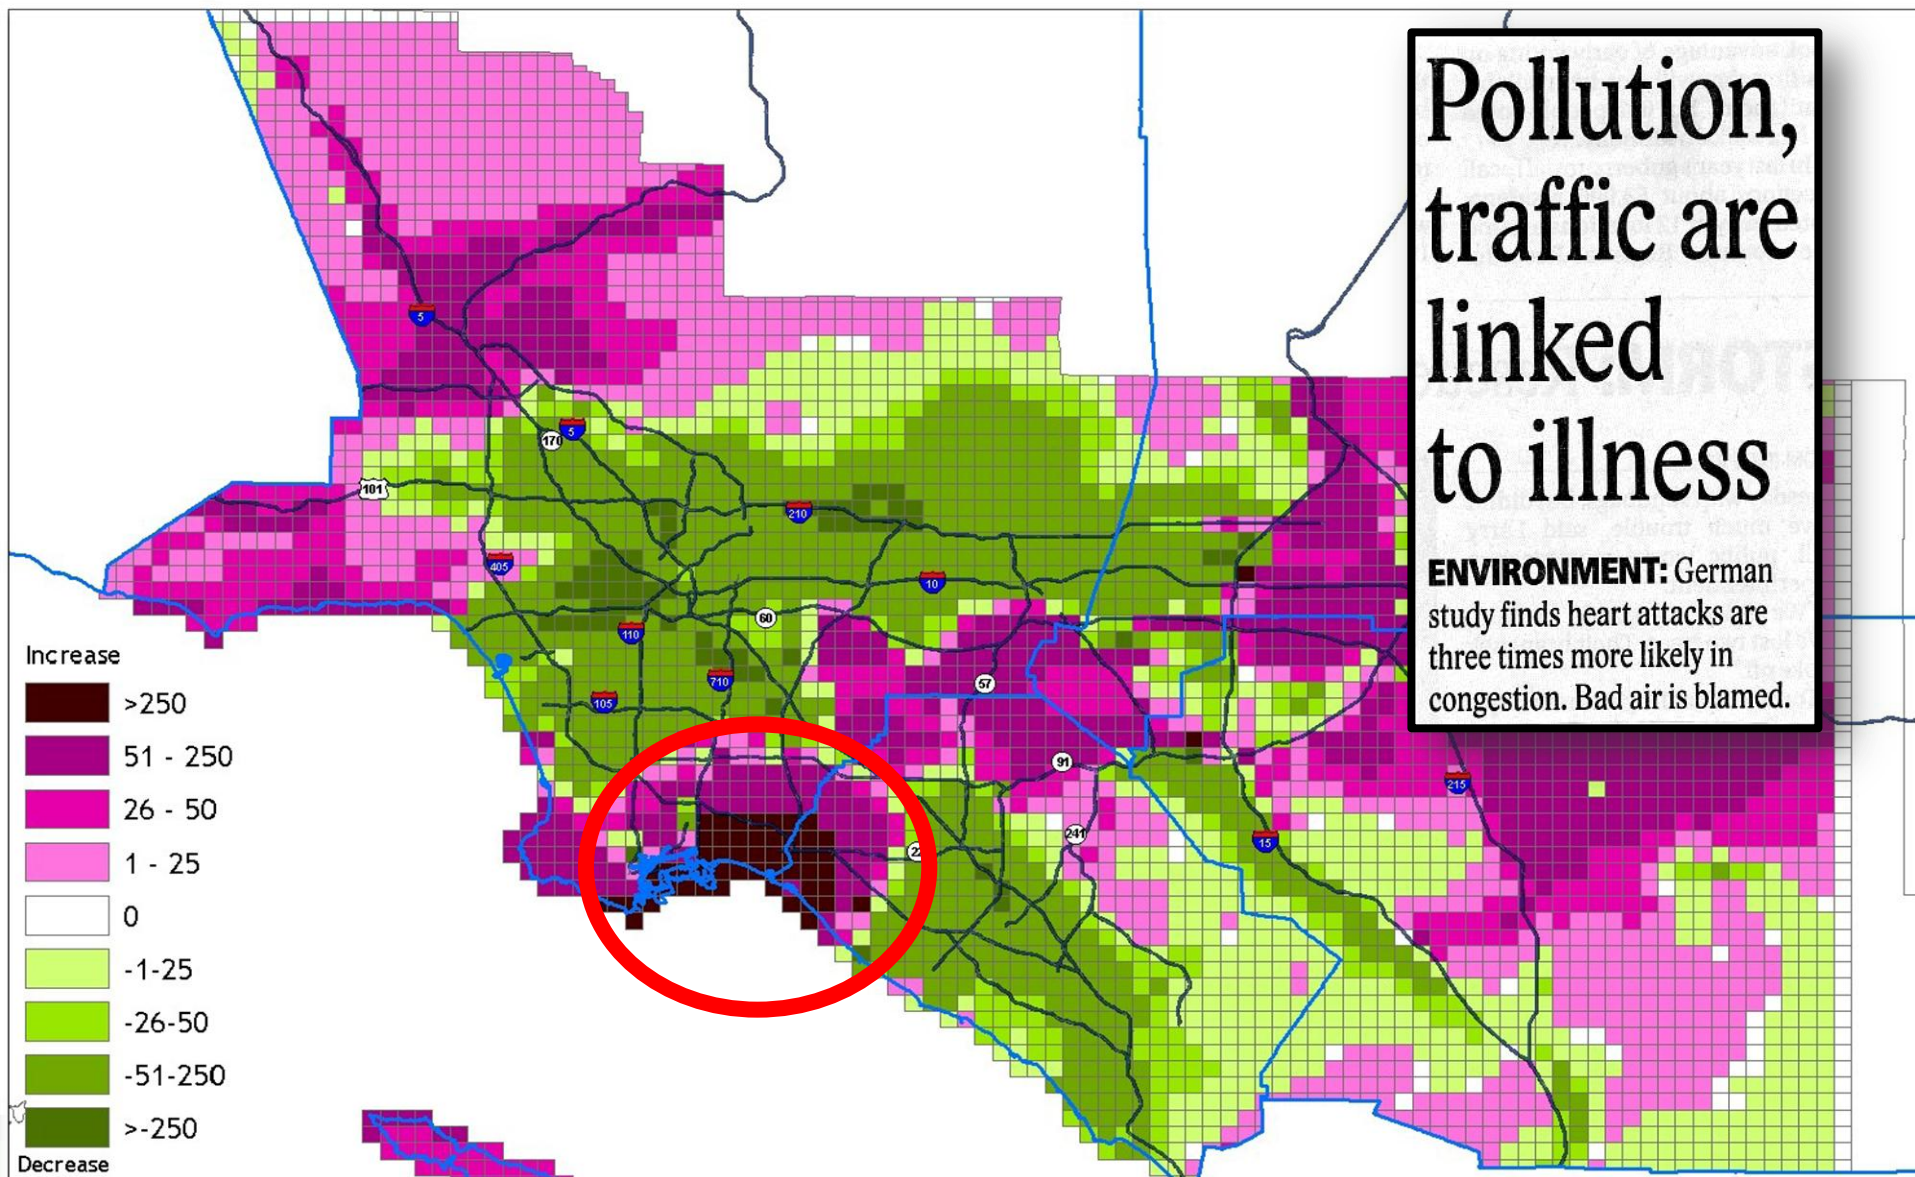 Pollution,
traffic are
linked
to illness
ENVIRONMENT: German
study finds heart attacks are
three times more likely in
congestion. Bad air is blamed.
5
170
5
101
210
405
10
60
110
57
710
105
91
215
241
15
22
Increase
>250
51 - 250
26 - 50
1 - 25
0
-1-25
-26-50
-51-250
>-250
Decrease